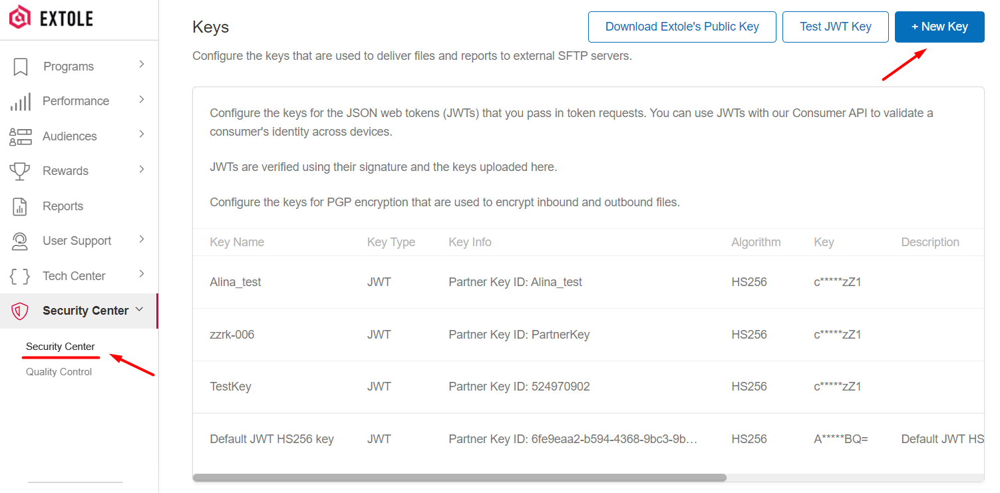 EXTOLE
Programs
Performance
Audiences
Rewards
Reports
User Support
Tech Center
Security Center
Security Center
Quality Control
Keys
Download Extole's Public Key
Test JWT Key
+ New Key
Configure the keys that are used to deliver files and reports to external SFTP servers.
Configure the keys for the JSON web tokens (JWTs) that you pass in token requests. You can use JWTs with our Consumer API to validate a
consumer's identity across devices.
JWTs are verified using their signature and the keys uploaded here.
Configure the keys for PGP encryption that are used to encrypt inbound and outbound files.
Key Name Key Type Key Info Algorithm Key Description
Alina_test JWT Partner Key ID: Alina_test HS256 c*****zZ1
zzrk-006 JWT Partner Key ID: PartnerKey HS256 c*****zZ1
TestKey JWT Partner Key ID: 524970902 HS256 c*****zZ1
Default JWT HS256 key JWT Partner Key ID: 6fe9eaa2-b594-4368-9bc3-9b… HS256 A*****BQ= Default JWT HS